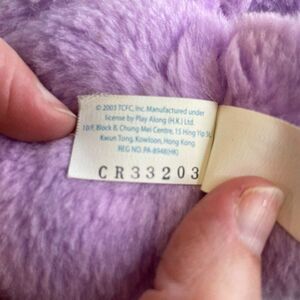 © 2003 TCFC, Inc. Manufactured under
license by Play Along (H.K.) Ltd.
10/F, Block B, Chung Mei Centre, 15 Hing Yip St,
Kwun Tong, Kowloon, Hong Kong
REG NO. PA-8948(HK)
CR33203